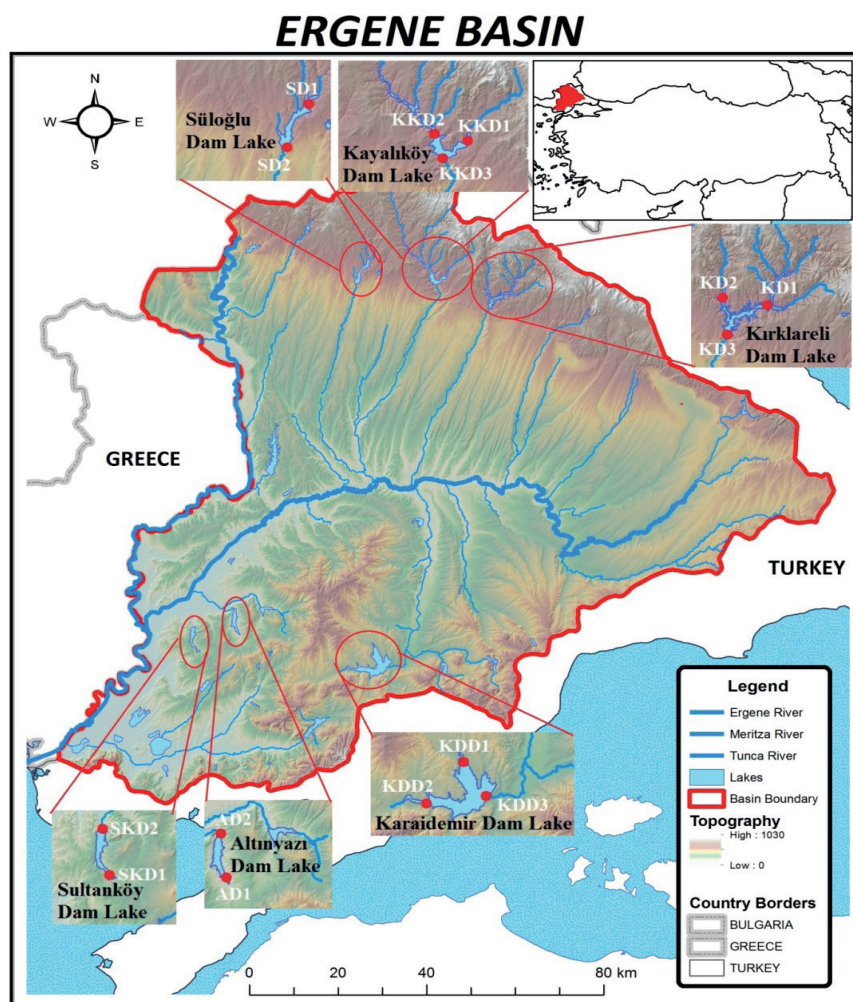 ERGENE BASIN
N
W
E
S
Süloğlu
Dam Lake
SD1
SD2
KKD2
KKD1
Kayalıköy
Dam Lake
KKD3
KD2
KD1
KD3
Kırklareli
Dam Lake
GREECE
TURKEY
KDD1
KDD2
KDD3
Karaidemir Dam Lake
SKD2
SKD1
Sultanköy
Dam Lake
AD2
Altınyazı
Dam Lake
AD1
Legend
Ergene River
Meritza River
Tunca River
Lakes
Basin Boundary
Topography
High : 1030
Low : 0
Country Borders
BULGARIA
GREECE
TURKEY
0 20 40 80 km